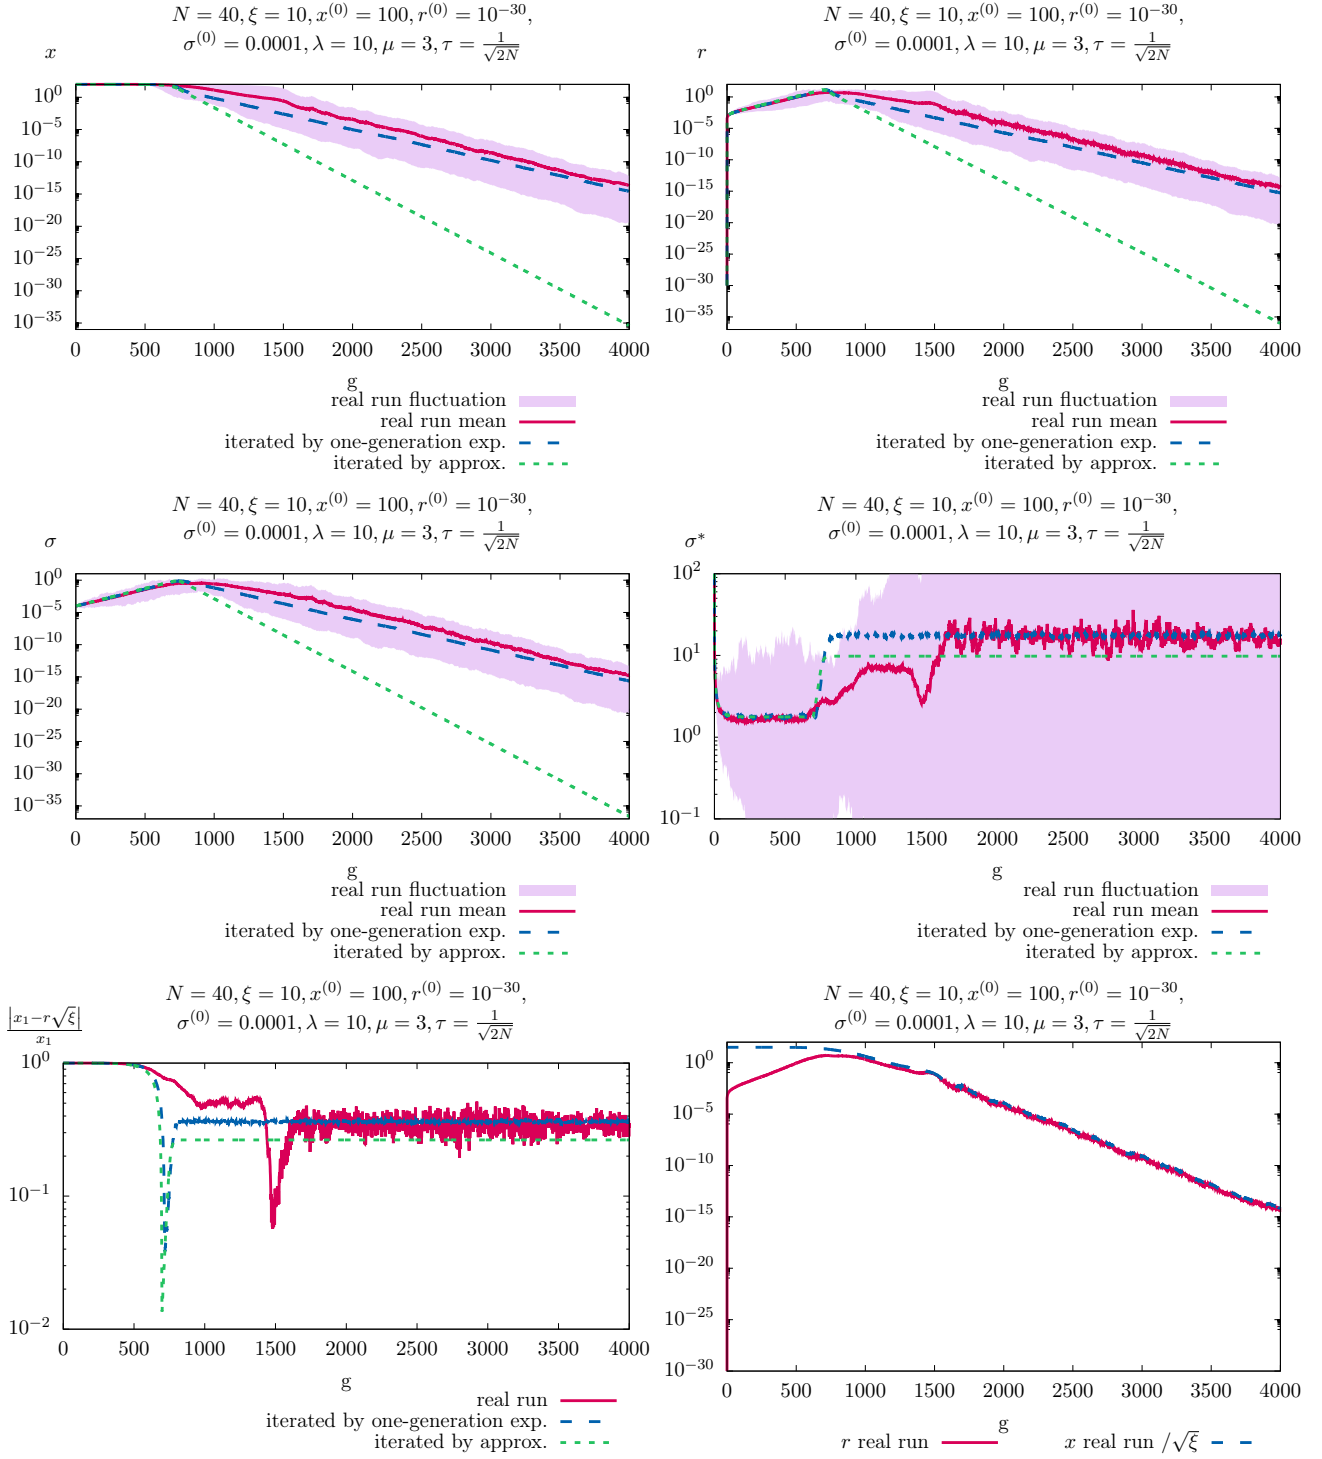 N = 40, ξ = 10, x^(0) = 100, r^(0) = 10^−30,
σ^(0) = 0.0001, λ = 10, μ = 3, τ = 1/√2N
x
10^0
10^−5
10^−10
10^−15
10^−20
10^−25
10^−30
10^−35
0 500 1000 1500 2000 2500 3000 3500 4000
g
real run fluctuation
real run mean
iterated by one-generation exp.
iterated by approx.
N = 40, ξ = 10, x^(0) = 100, r^(0) = 10^−30,
σ^(0) = 0.0001, λ = 10, μ = 3, τ = 1/√2N
r
10^0
10^−5
10^−10
10^−15
10^−20
10^−25
10^−30
10^−35
0 500 1000 1500 2000 2500 3000 3500 4000
g
real run fluctuation
real run mean
iterated by one-generation exp.
iterated by approx.
N = 40, ξ = 10, x^(0) = 100, r^(0) = 10^−30,
σ^(0) = 0.0001, λ = 10, μ = 3, τ = 1/√2N
σ
10^0
10^−5
10^−10
10^−15
10^−20
10^−25
10^−30
10^−35
0 500 1000 1500 2000 2500 3000 3500 4000
g
real run fluctuation
real run mean
iterated by one-generation exp.
iterated by approx.
N = 40, ξ = 10, x^(0) = 100, r^(0) = 10^−30,
σ^(0) = 0.0001, λ = 10, μ = 3, τ = 1/√2N
σ*
10^2
10^1
10^0
10^−1
0 500 1000 1500 2000 2500 3000 3500 4000
g
real run fluctuation
real run mean
iterated by one-generation exp.
iterated by approx.
N = 40, ξ = 10, x^(0) = 100, r^(0) = 10^−30,
σ^(0) = 0.0001, λ = 10, μ = 3, τ = 1/√2N
|x_1−r√ξ|/x_1
10^0
10^−1
10^−2
0 500 1000 1500 2000 2500 3000 3500 4000
g
real run
iterated by one-generation exp.
iterated by approx.
N = 40, ξ = 10, x^(0) = 100, r^(0) = 10^−30,
σ^(0) = 0.0001, λ = 10, μ = 3, τ = 1/√2N
10^0
10^−5
10^−10
10^−15
10^−20
10^−25
10^−30
0 500 1000 1500 2000 2500 3000 3500 4000
g
r real run x real run /√ξ